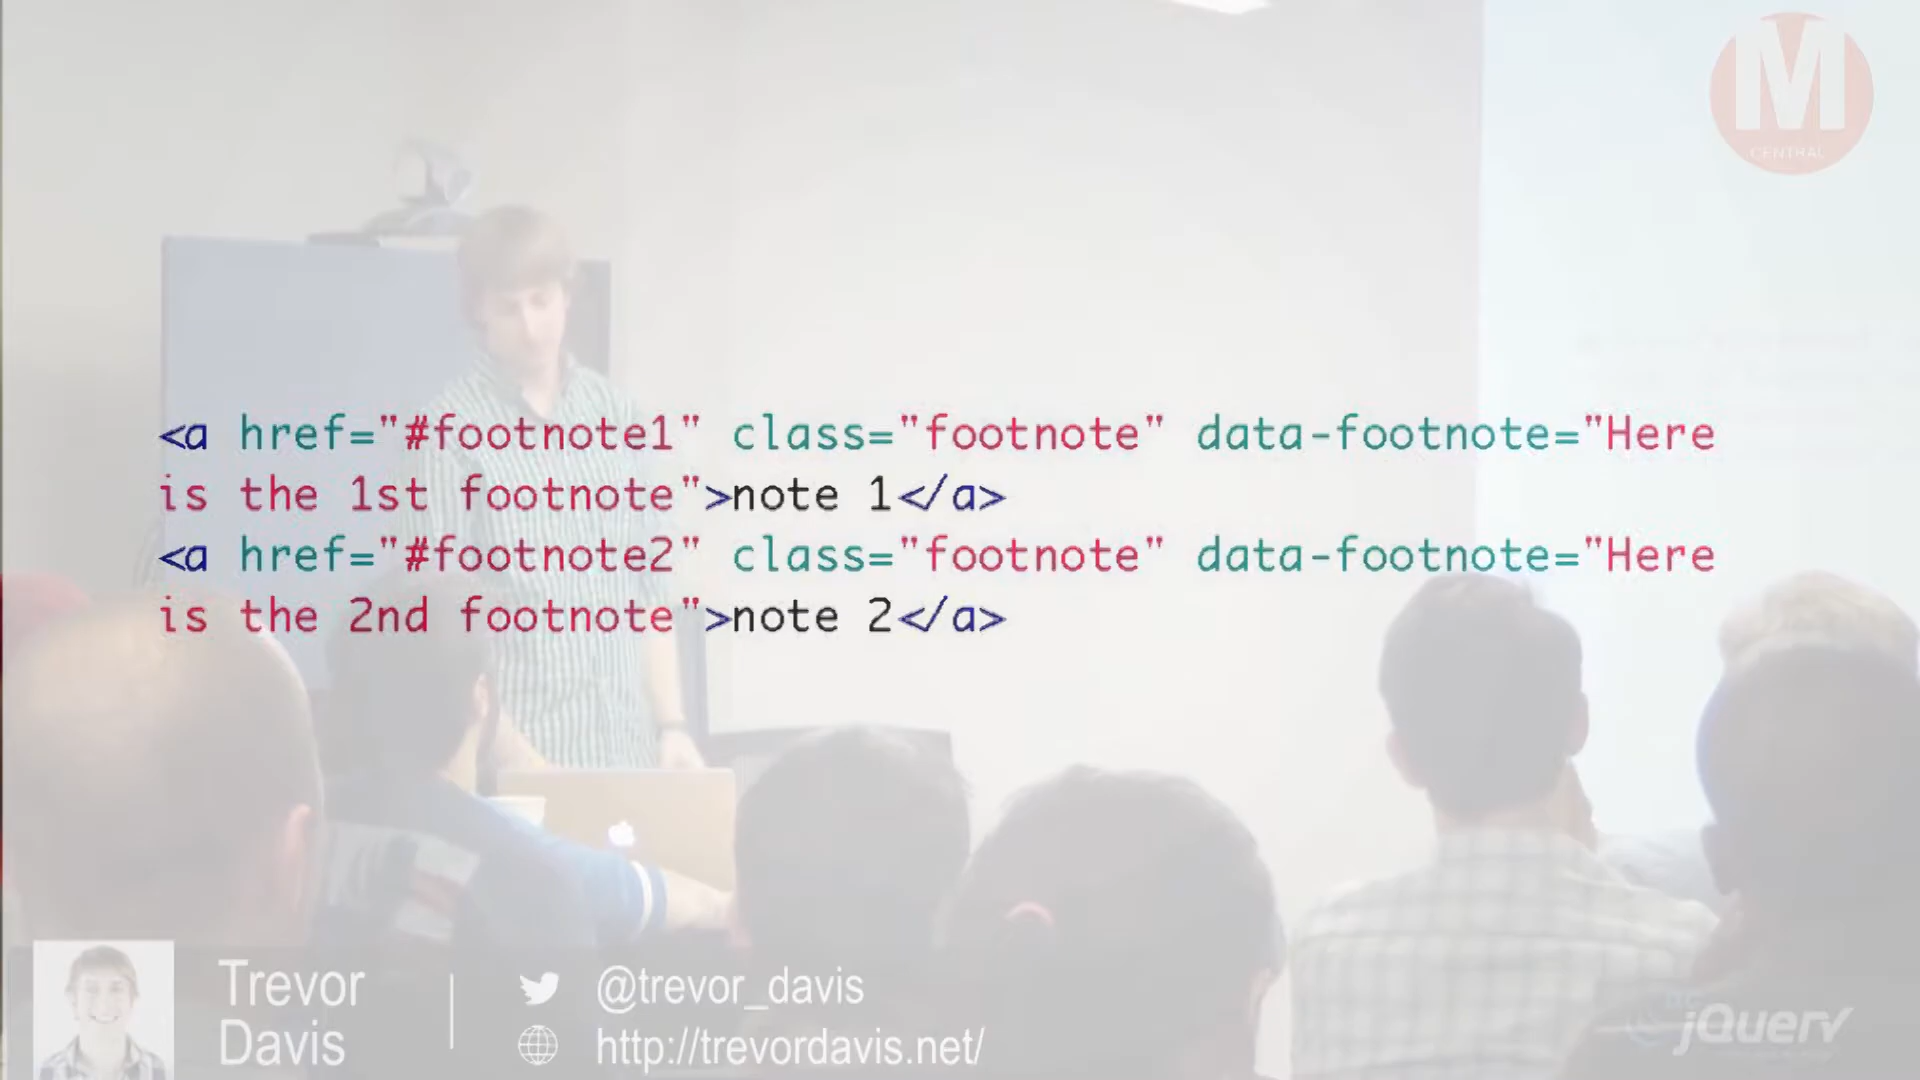 M
CENTRAL
<a href="#footnote1" class="footnote" data-footnote="Here
is the 1st footnote">note 1</a>
<a href="#footnote2" class="footnote" data-footnote="Here
is the 2nd footnote">note 2</a>
Trevor
Davis
@trevor_davis
http://trevordavis.net/
jQuery